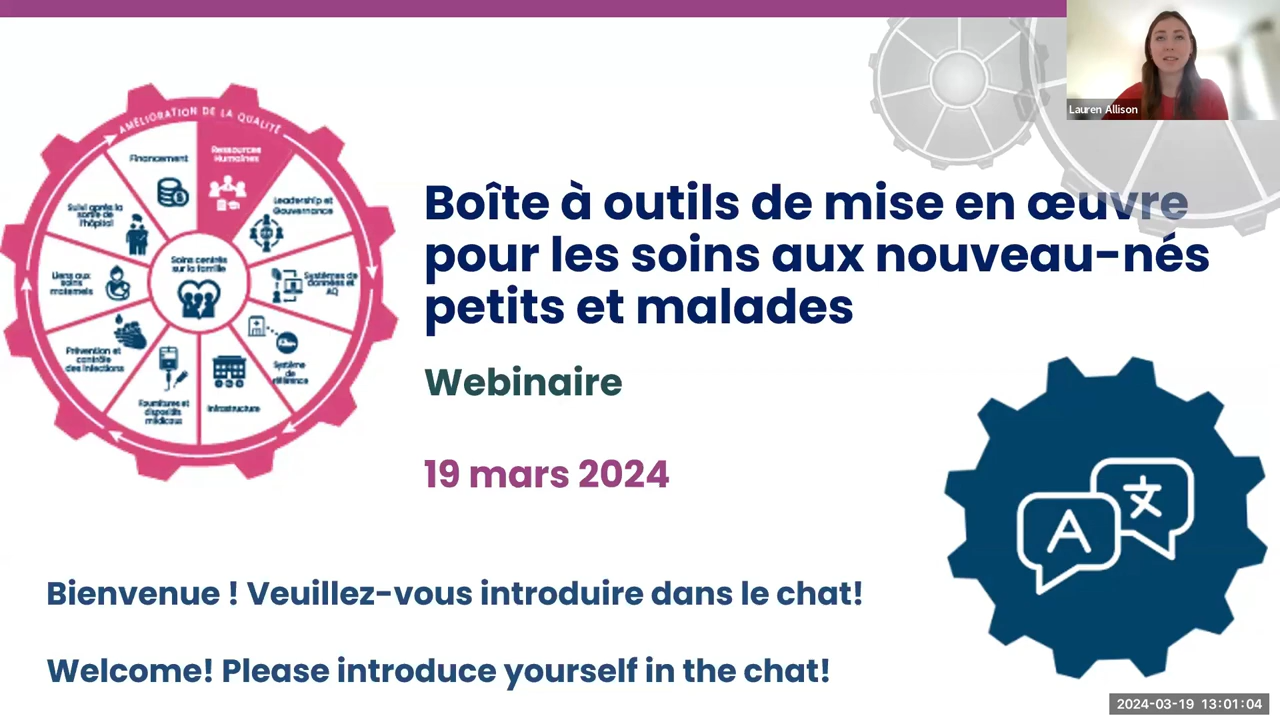 AMÉLIORATION DE LA QUALITÉ
Financement
Ressources
Humaines
Leadership et
Gouvernance
Systèmes de
données et
AQ
Système
de
référence
Infrastructure
Fournitures et
dispositifs
médicaux
Prévention et
contrôle
des infections
Liens aux
soins
maternels
Suivi après la
sortie de
l'hôpital
Soins centrés
sur la famille
Lauren Allison
Boîte à outils de mise en œuvre
pour les soins aux nouveau-nés
petits et malades
Webinaire
19 mars 2024
A
文
Bienvenue ! Veuillez-vous introduire dans le chat!
Welcome! Please introduce yourself in the chat!
2024-03-19 13:01:04